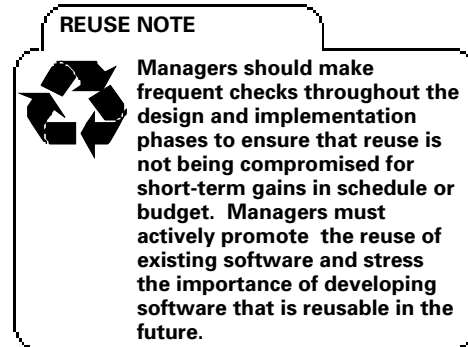 REUSE NOTE
Managers should make
frequent checks throughout the
design and implementation
phases to ensure that reuse is
not being compromised for
short-term gains in schedule or
budget.  Managers must
actively promote  the reuse of
existing software and stress
the importance of developing
software that is reusable in the
future.